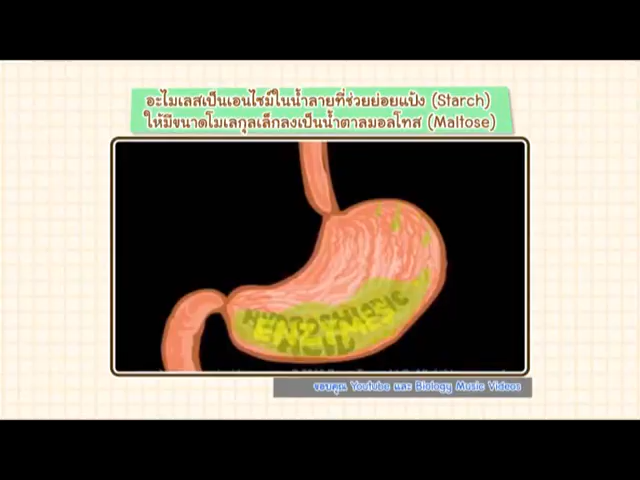 อะไมเลสเป็นเอนไซม์ในน้ำลายที่ช่วยย่อยแป้ง (Starch)
ให้มีขนาดโมเลกุลเล็กลงเป็นน้ำตาลมอลโทส (Maltose)
HYDROCHLORIC
ENZYMES
ACID
ขอบคุณ Youtube และ Biology Music Videos